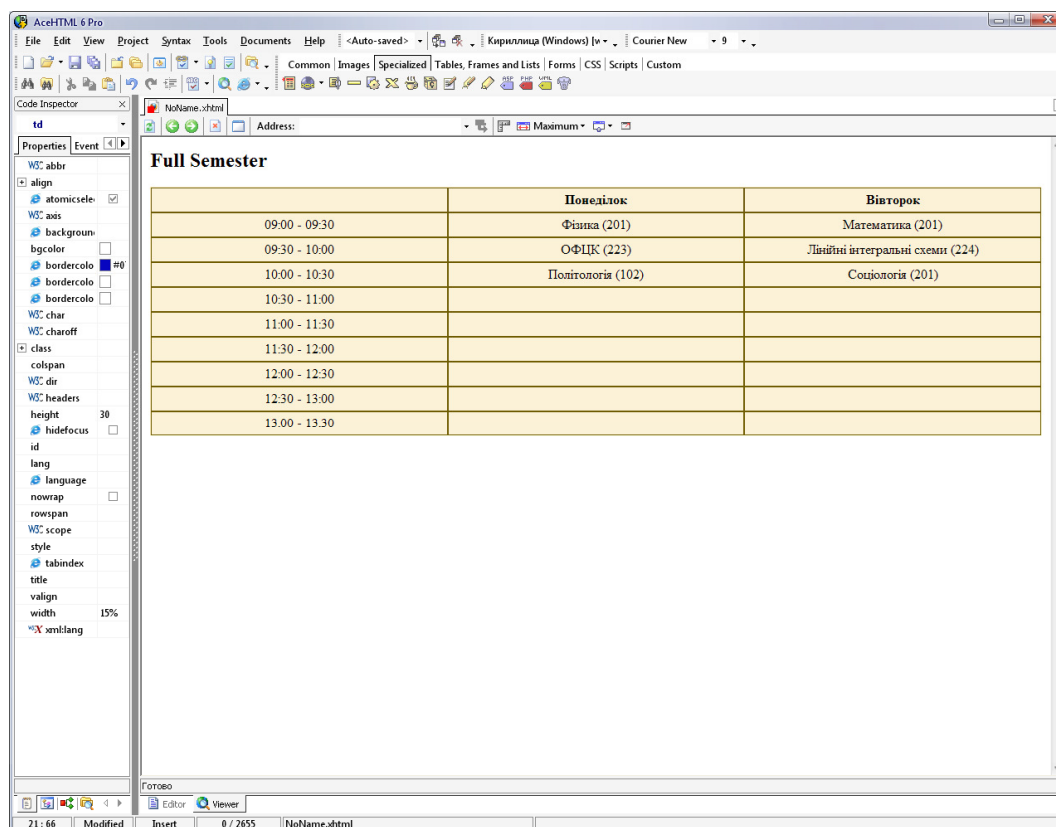 AceHTML 6 Pro
File Edit View Project Syntax Tools Documents Help <Auto-saved> Кириллица (Windows) Courier New 9
Common Images Specialized Tables, Frames and Lists Forms CSS Scripts Custom
Code Inspector
NoName.xhtml
td
Address:
Maximum
Properties Event
abbr
align
atomicsele
axis
backgroun
bgcolor
bordercolo
bordercolo
bordercolo
char
charoff
class
colspan
dir
headers
height 30
hidefocus
id
lang
language
nowrap
rowspan
scope
style
tabindex
title
valign
width 15%
xml:lang
Full Semester
Понеділок Вівторок
09:00 - 09:30 Фізика (201) Математика (201)
09:30 - 10:00 ОФЦК (223) Лінійні інтегральні схеми (224)
10:00 - 10:30 Політологія (102) Соціологія (201)
10:30 - 11:00
11:00 - 11:30
11:30 - 12:00
12:00 - 12:30
12:30 - 13:00
13.00 - 13.30
Готово
Editor Viewer
21 : 66 Modified Insert 0 / 2655 NoName.xhtml